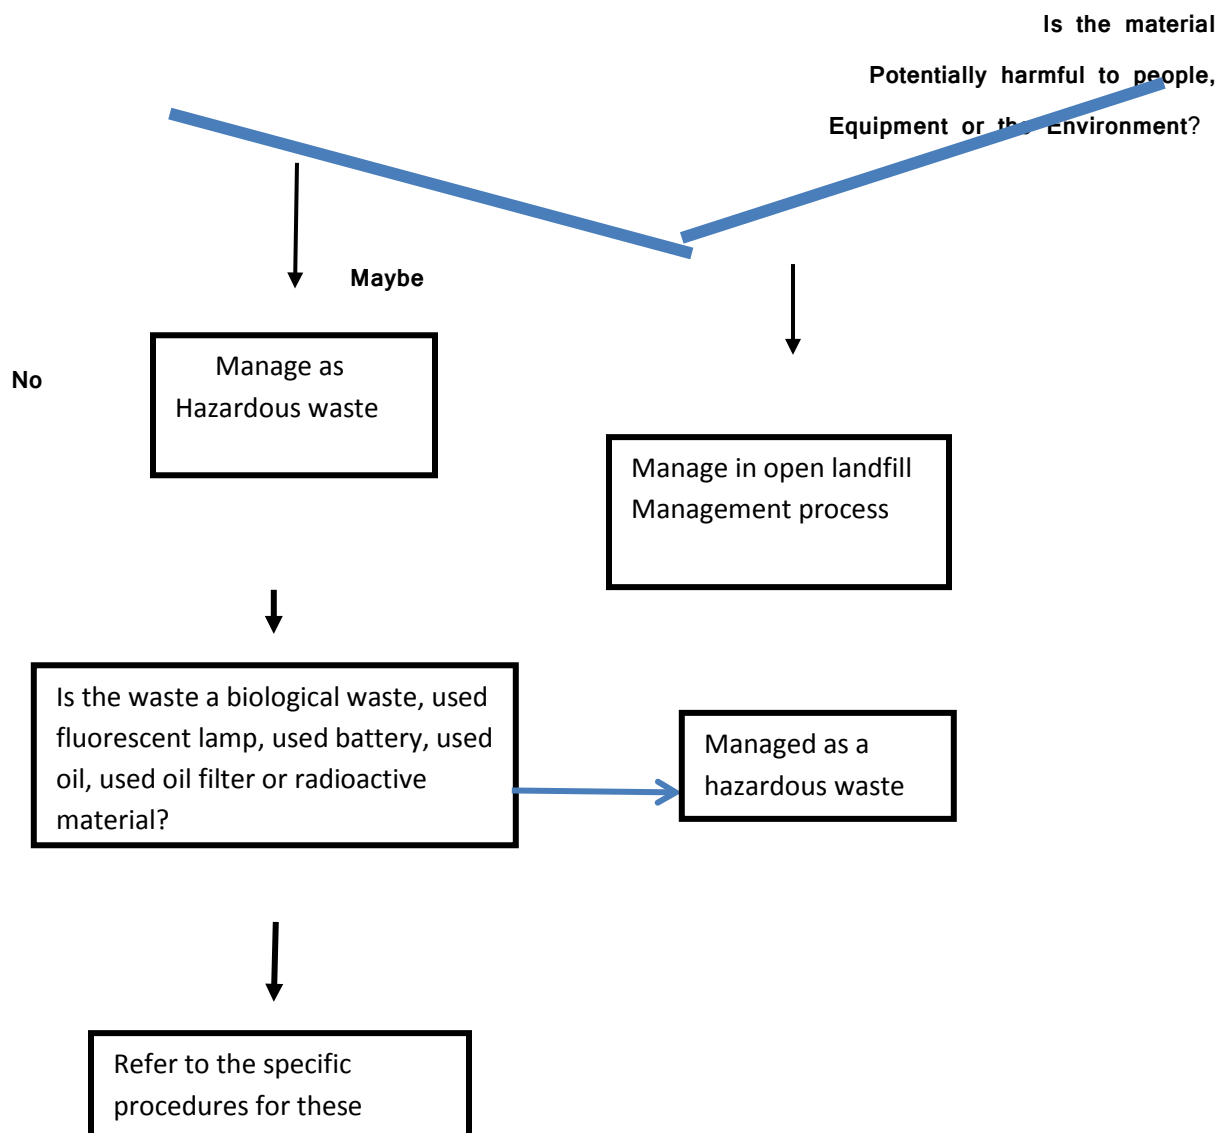 Is the material
Potentially harmful to people,
Equipment or the Environment?
Maybe
No
Manage as
Hazardous waste
Manage in open landfill
Management process
Is the waste a biological waste, used
fluorescent lamp, used battery, used
oil, used oil filter or radioactive
material?
Managed as a
hazardous waste
Refer to the specific
procedures for these